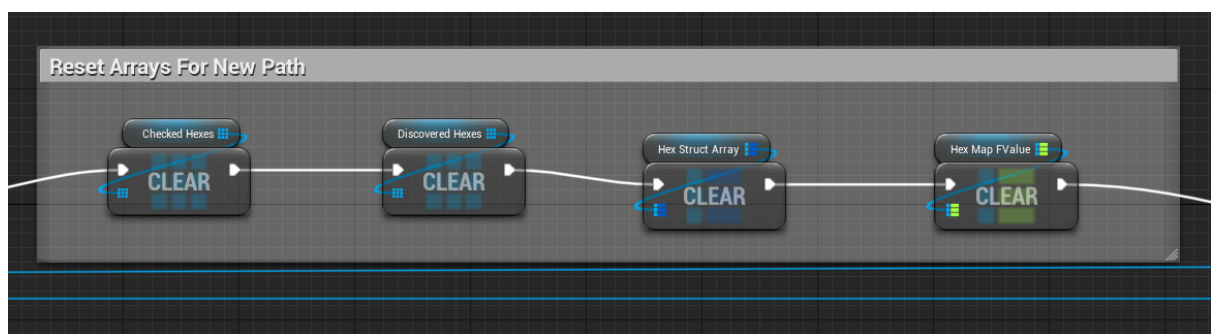 Reset Arrays For New Path
Checked Hexes
CLEAR
Discovered Hexes
CLEAR
Hex Struct Array
CLEAR
Hex Map FValue
CLEAR